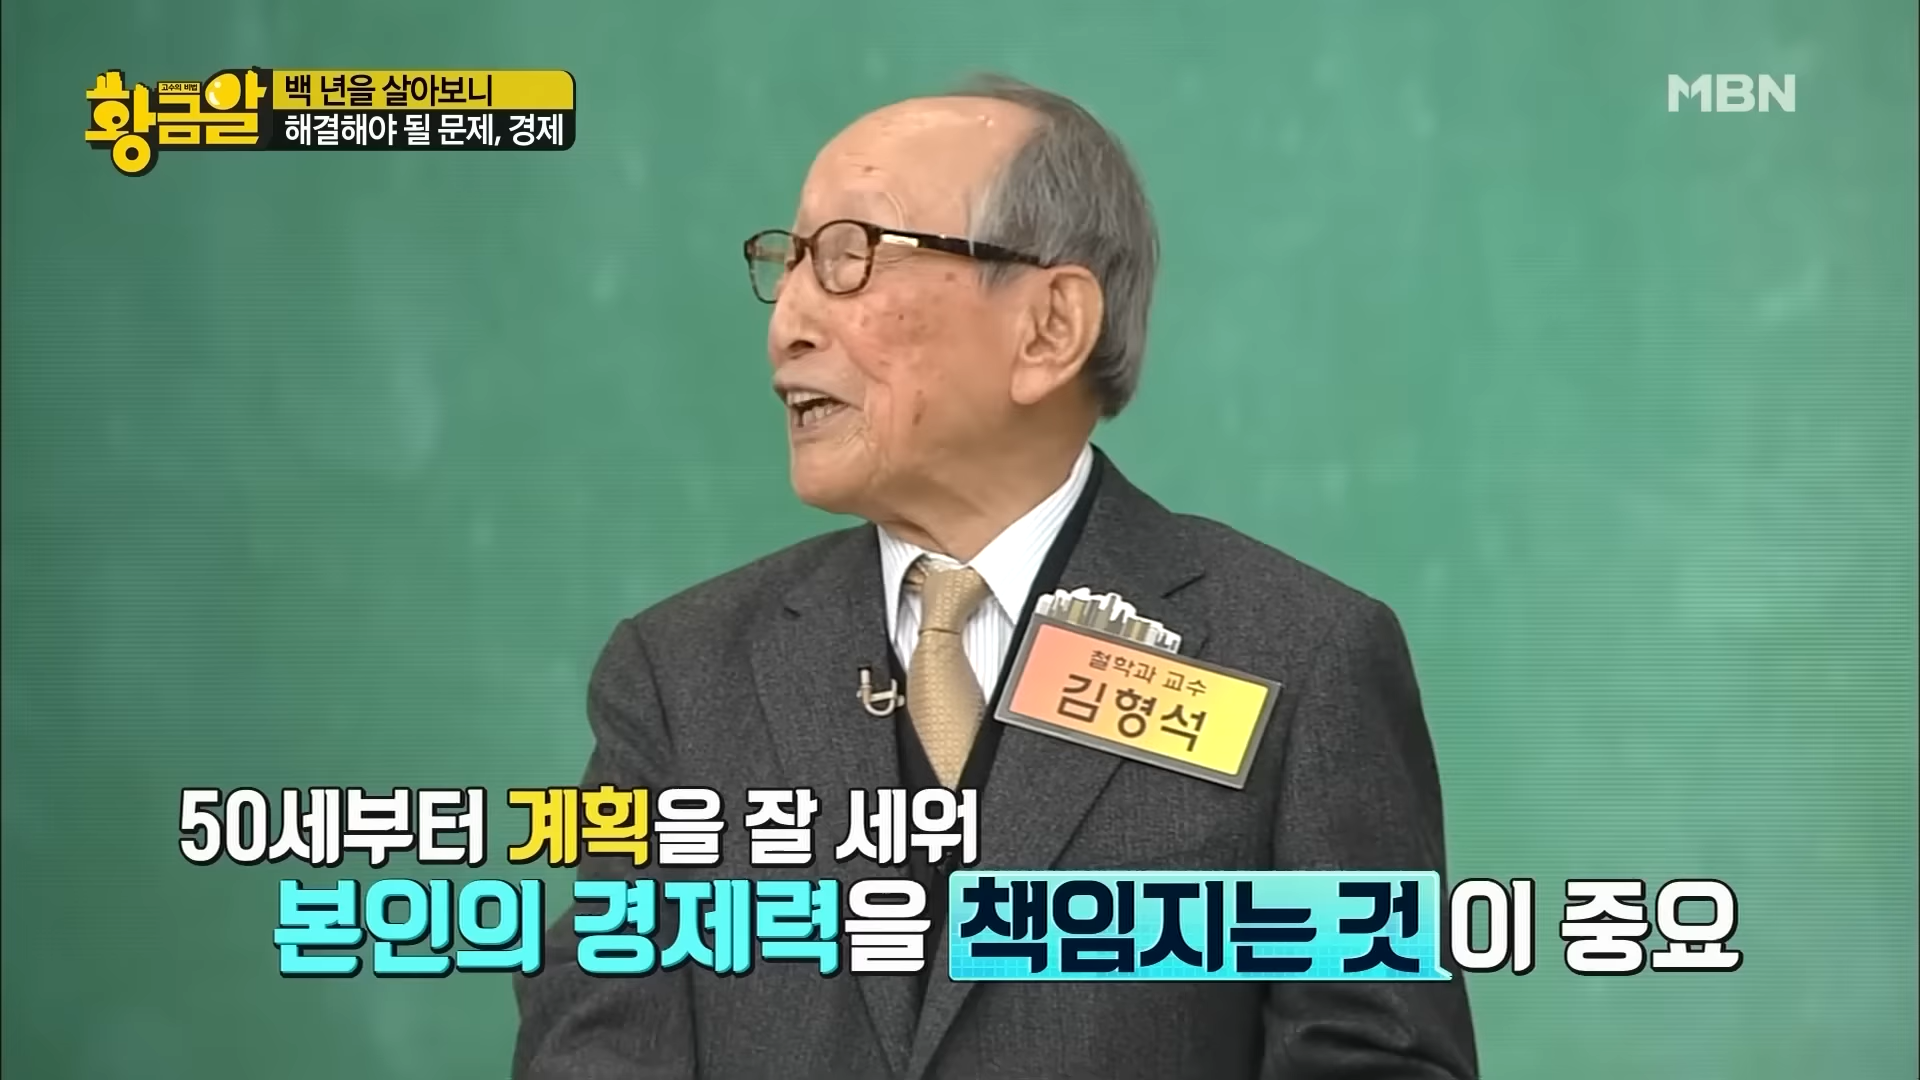 고수의 비법
황금알
백 년을 살아보니
해결해야 될 문제, 경제
MBN
철학과 교수
김형석
50세부터 계획을 잘 세워
본인의 경제력을 책임지는 것이 중요